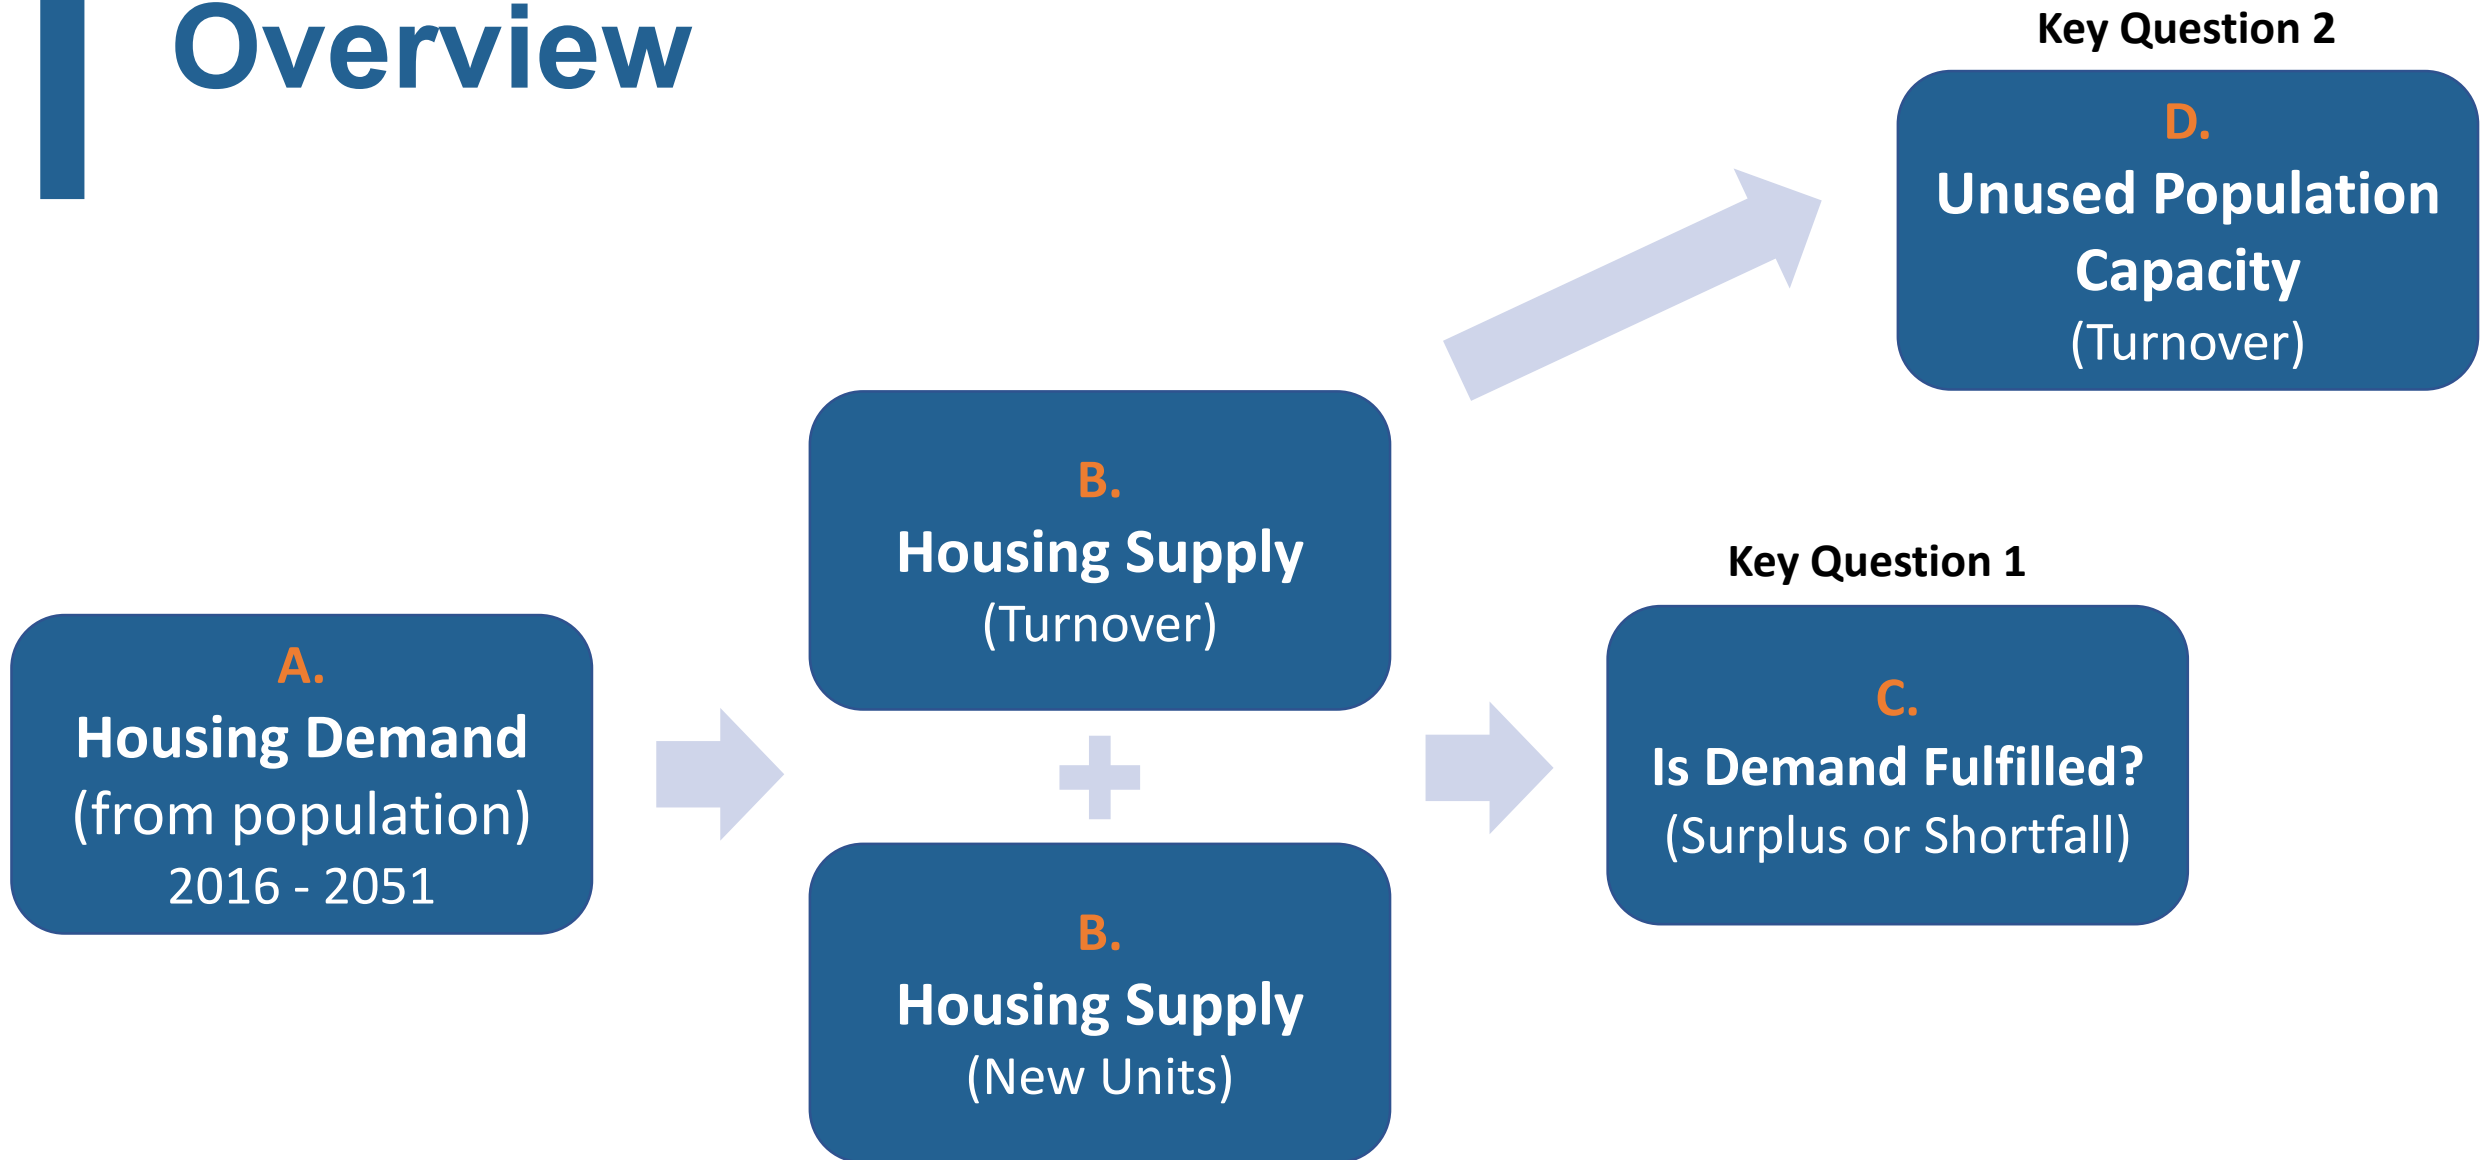 Overview
Key Question 2
D.
Unused Population
Capacity
(Turnover)
B.
Housing Supply
(Turnover)
Key Question 1
A.
Housing Demand
(from population)
2016 - 2051
C.
Is Demand Fulfilled?
(Surplus or Shortfall)
B.
Housing Supply
(New Units)